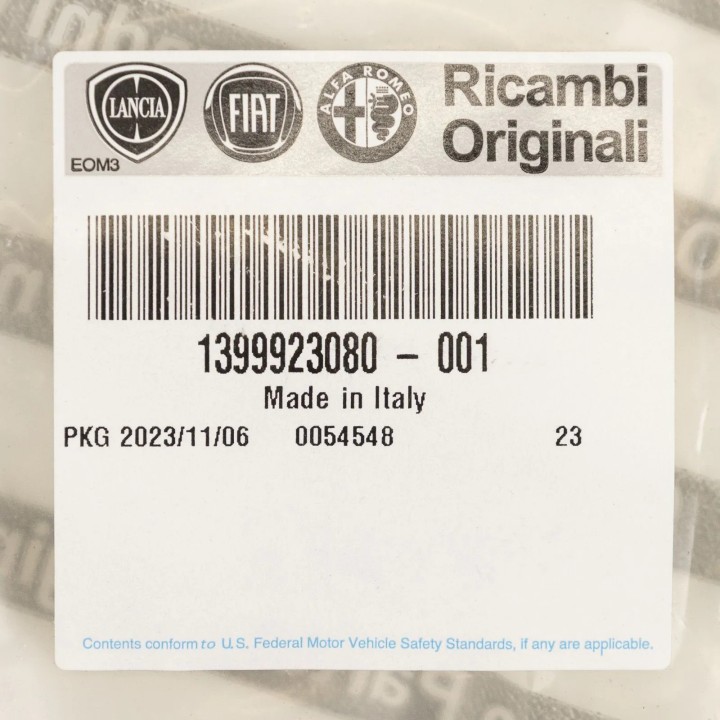 LANCIA FIAT ALFA ROMEO Ricambi
Originali
EOM3
1399923080 - 001
Made in Italy
PKG 2023/11/06 0054548 23
Contents conform to U.S. Federal Motor Vehicle Safety Standards, if any are applicable.